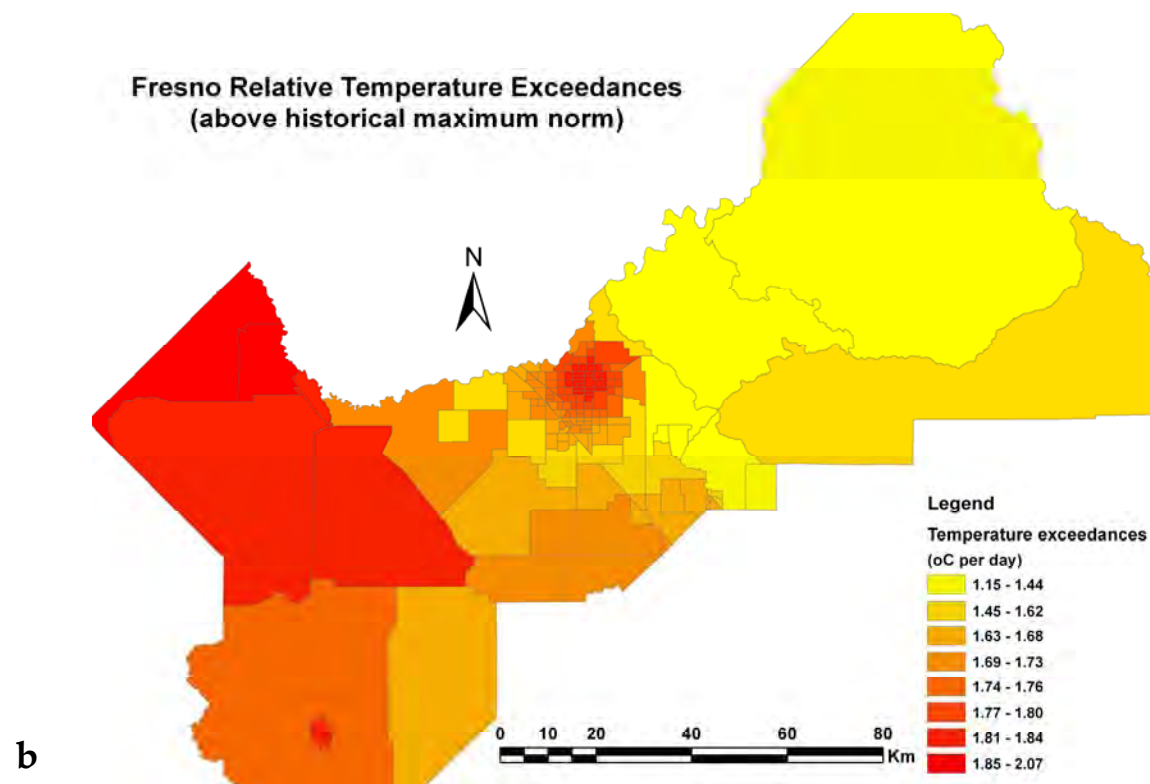 Fresno Relative Temperature Exceedances
(above historical maximum norm)
N
Legend
Temperature exceedances
(oC per day)
1.15 - 1.44
1.45 - 1.62
1.63 - 1.68
1.69 - 1.73
1.74 - 1.76
1.77 - 1.80
1.81 - 1.84
1.85 - 2.07
0 10 20 40 60 80
Km
b